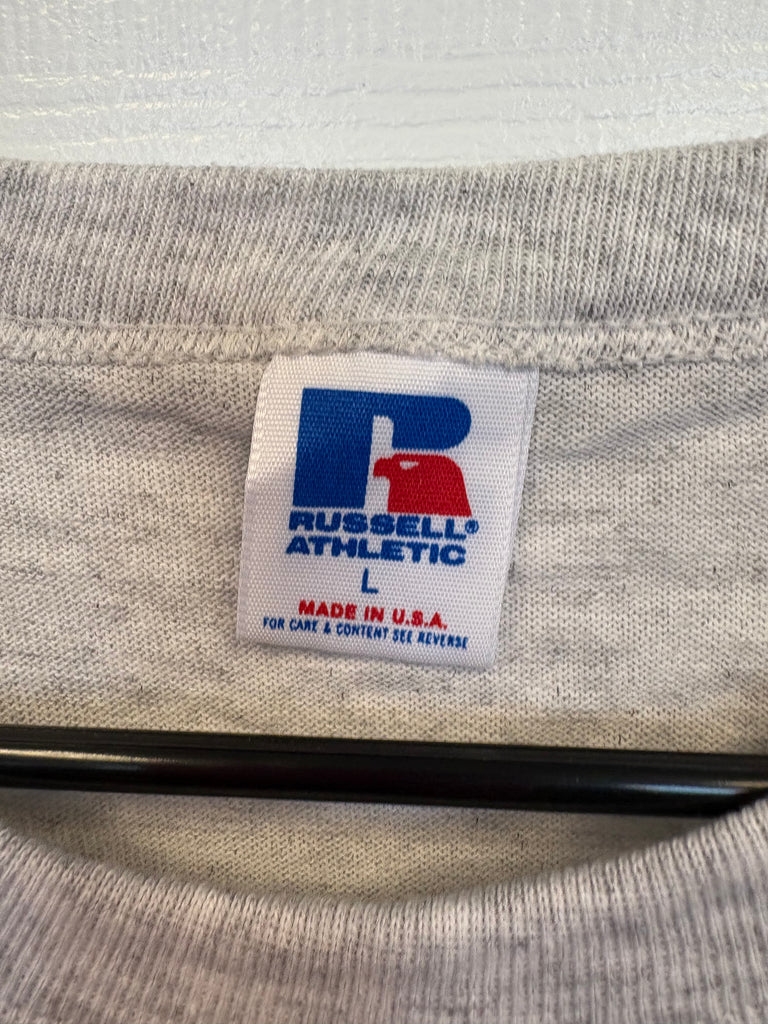 RUSSELL®
ATHLETIC
L
MADE IN U.S.A.
FOR CARE & CONTENT SEE REVERSE